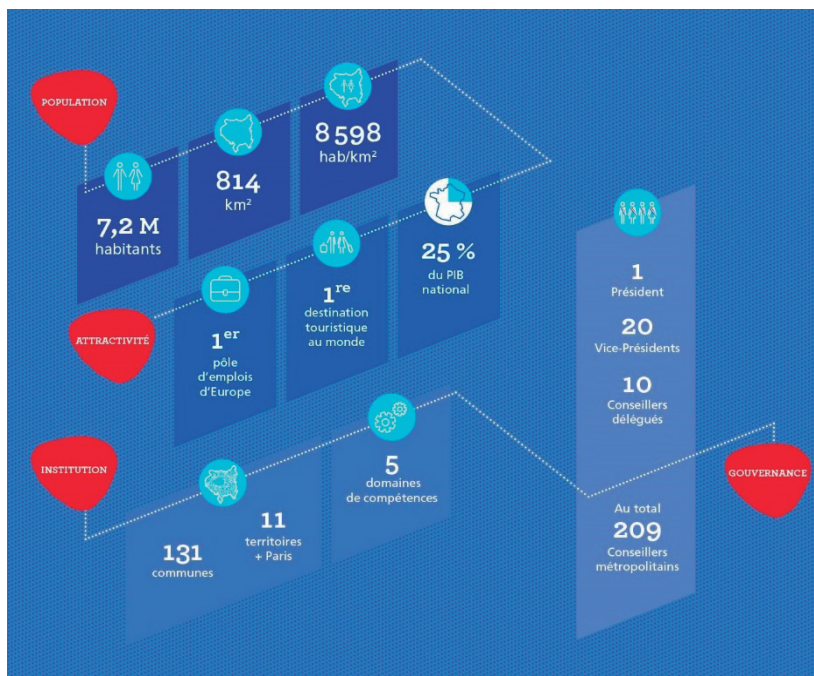 POPULATION
7,2 M
habitants
814
km²
8 598
hab/km²
ATTRACTIVITÉ
1er
pôle
d'emplois
d'Europe
1re
destination
touristique
au monde
25 %
du PIB
national
INSTITUTION
131
communes
11
territoires
+ Paris
5
domaines
de compétences
GOUVERNANCE
1
Président
20
Vice-Présidents
10
Conseillers
délégués
Au total
209
Conseillers
métropolitains